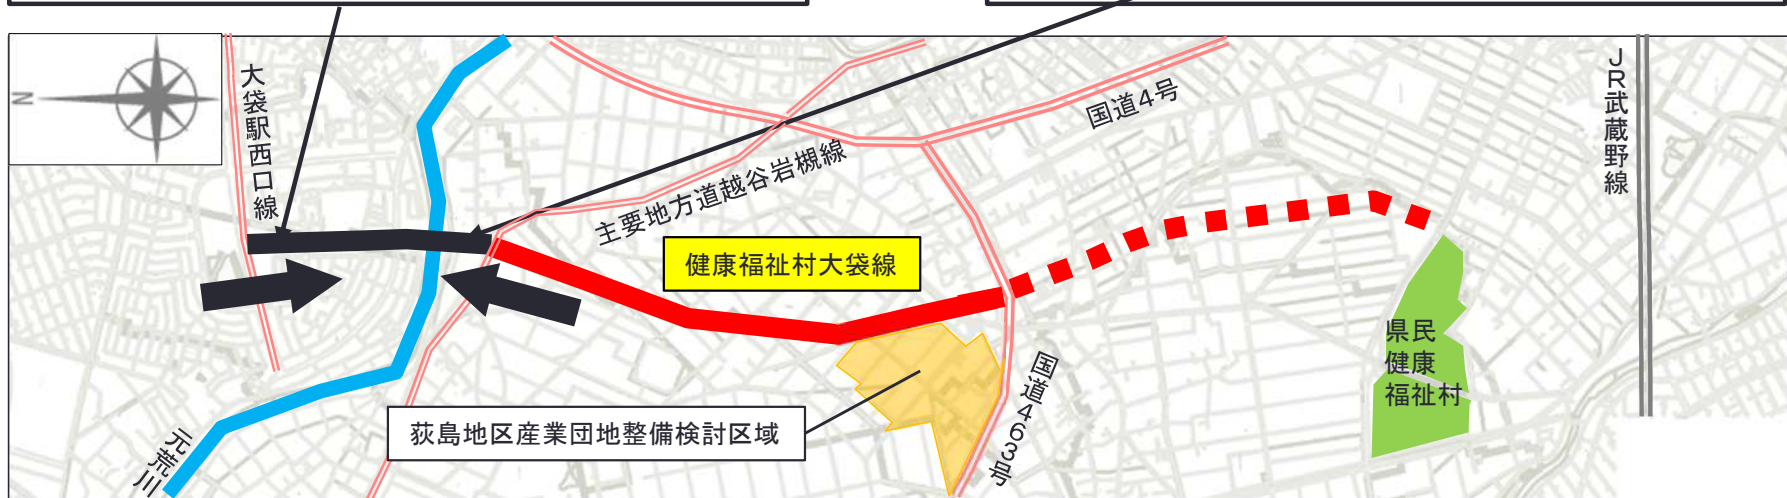 N
大袋駅西口線
国道4号
JR武蔵野線
主要地方道越谷岩槻線
健康福祉村大袋線
県民
健康
福祉村
荻島地区産業団地整備検討区域
国道463号
元荒川